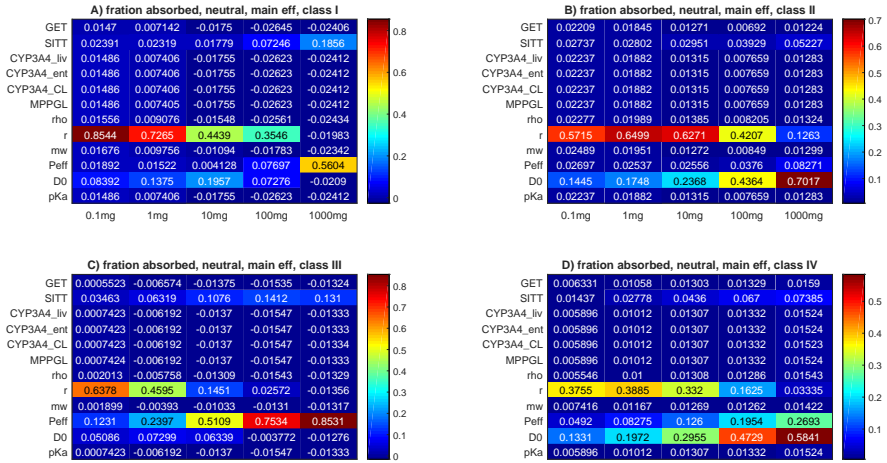 A) fration absorbed, neutral, main eff, class I
GET 0.0147 0.007142 -0.0175 -0.02645 -0.02406
SITT 0.02391 0.02319 0.01779 0.07246 0.1856
CYP3A4_liv 0.01486 0.007406 -0.01755 -0.02623 -0.02412
CYP3A4_ent 0.01486 0.007406 -0.01755 -0.02623 -0.02412
CYP3A4_CL 0.01486 0.007406 -0.01755 -0.02623 -0.02412
MPPGL 0.01486 0.007405 -0.01755 -0.02623 -0.02412
rho 0.01556 0.009076 -0.01548 -0.02561 -0.02434
r 0.8544 0.7265 0.4439 0.3546 -0.01983
mw 0.01676 0.009756 -0.01094 -0.01783 -0.02342
Peff 0.01892 0.01522 0.004128 0.07697 0.5604
D0 0.08392 0.1375 0.1957 0.07276 -0.0209
pKa 0.01486 0.007406 -0.01755 -0.02623 -0.02412
0.1mg 1mg 10mg 100mg 1000mg
0.8
0.6
0.4
0.2
0
B) fration absorbed, neutral, main eff, class II
GET 0.02209 0.01845 0.01271 0.00692 0.01224
SITT 0.02737 0.02802 0.02951 0.03929 0.05227
CYP3A4_liv 0.02237 0.01882 0.01315 0.007659 0.01283
CYP3A4_ent 0.02237 0.01882 0.01315 0.007659 0.01283
CYP3A4_CL 0.02237 0.01882 0.01315 0.007659 0.01283
MPPGL 0.02237 0.01882 0.01315 0.007659 0.01283
rho 0.02277 0.01989 0.01385 0.008205 0.01324
r 0.5715 0.6499 0.6271 0.4207 0.1263
mw 0.02489 0.01951 0.01272 0.00849 0.01299
Peff 0.02697 0.02537 0.02556 0.0376 0.08271
D0 0.1445 0.1748 0.2368 0.4364 0.7017
pKa 0.02237 0.01882 0.01315 0.007659 0.01283
0.1mg 1mg 10mg 100mg 1000mg
0.7
0.6
0.5
0.4
0.3
0.2
0.1
C) fration absorbed, neutral, main eff, class III
GET 0.0005523 -0.006574 -0.01375 -0.01535 -0.01324
SITT 0.03463 0.06319 0.1076 0.1412 0.131
CYP3A4_liv 0.0007423 -0.006192 -0.0137 -0.01547 -0.01333
CYP3A4_ent 0.0007423 -0.006192 -0.0137 -0.01547 -0.01333
CYP3A4_CL 0.0007423 -0.006192 -0.0137 -0.01547 -0.01334
MPPGL 0.0007424 -0.006192 -0.0137 -0.01547 -0.01334
rho 0.002013 -0.005758 -0.01309 -0.01543 -0.01329
r 0.6378 0.4595 0.1451 0.02572 -0.01356
mw 0.001899 -0.00393 -0.01033 -0.0131 -0.01317
Peff 0.1231 0.2397 0.5109 0.7534 0.8531
D0 0.05086 0.07299 0.06339 -0.003772 -0.01276
pKa 0.0007423 -0.006192 -0.0137 -0.01547 -0.01333
0.8
0.6
0.4
0.2
0
D) fration absorbed, neutral, main eff, class IV
GET 0.006331 0.01058 0.01303 0.01329 0.0159
SITT 0.01437 0.02778 0.0436 0.067 0.07385
CYP3A4_liv 0.005896 0.01012 0.01307 0.01332 0.01524
CYP3A4_ent 0.005896 0.01012 0.01307 0.01332 0.01524
CYP3A4_CL 0.005896 0.01012 0.01307 0.01332 0.01523
MPPGL 0.005896 0.01012 0.01307 0.01332 0.01524
rho 0.005546 0.01 0.01308 0.01286 0.01543
r 0.3755 0.3885 0.332 0.1625 0.03335
mw 0.007416 0.01167 0.01269 0.01262 0.01422
Peff 0.0492 0.08275 0.126 0.1954 0.2693
D0 0.1331 0.1972 0.2955 0.4729 0.5841
pKa 0.005896 0.01012 0.01307 0.01332 0.01524
0.5
0.4
0.3
0.2
0.1